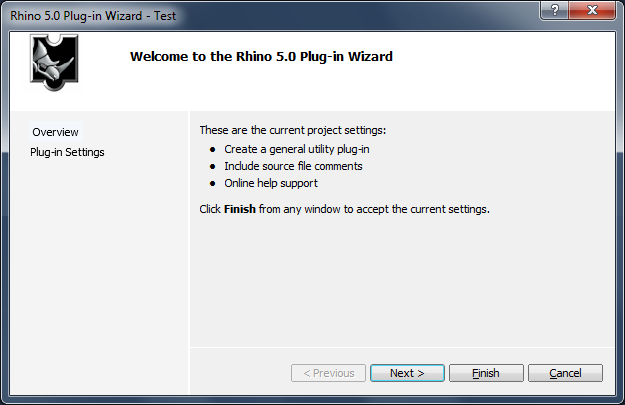 Rhino 5.0 Plug-in Wizard - Test
?
Welcome to the Rhino 5.0 Plug-in Wizard
Overview
Plug-in Settings
These are the current project settings:
● Create a general utility plug-in
● Include source file comments
● Online help support
Click Finish from any window to accept the current settings.
< Previous
Next >
Finish
Cancel